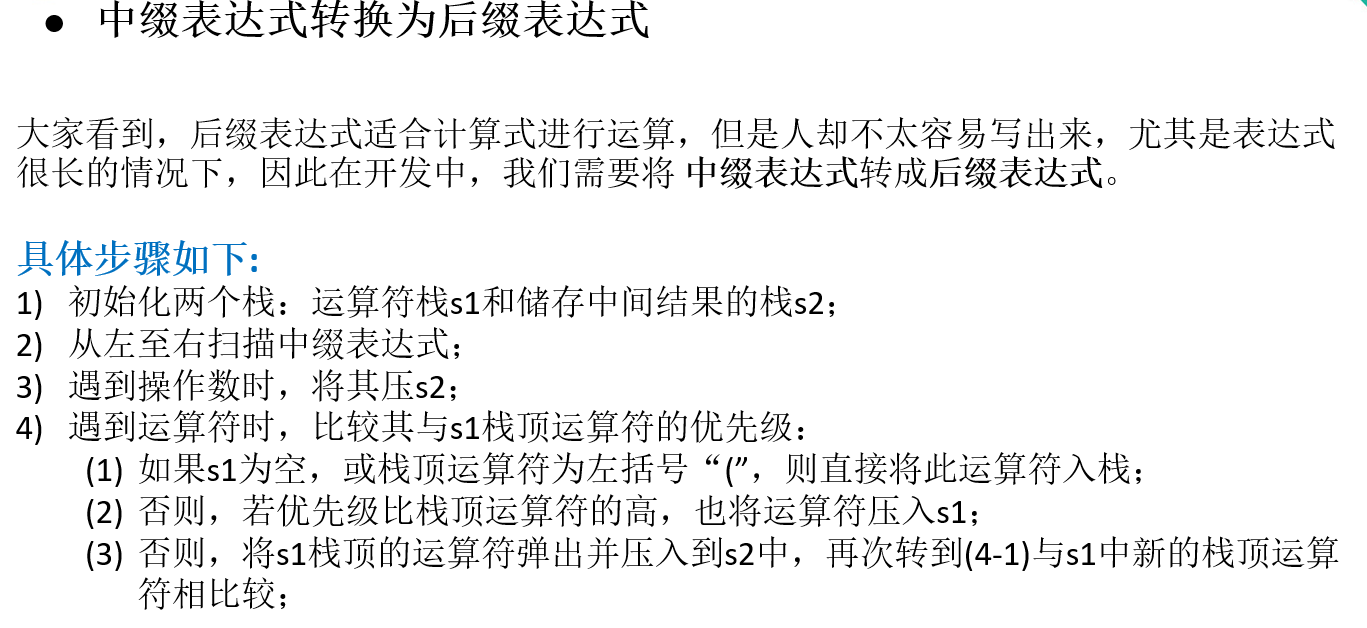 ● 中缀表达式转换为后缀表达式
大家看到，后缀表达式适合计算式进行运算，但是人却不太容易写出来，尤其是表达式
很长的情况下，因此在开发中，我们需要将 中缀表达式转成后缀表达式。
具体步骤如下:
1) 初始化两个栈：运算符栈s1和储存中间结果的栈s2；
2) 从左至右扫描中缀表达式；
3) 遇到操作数时，将其压s2；
4) 遇到运算符时，比较其与s1栈顶运算符的优先级：
(1) 如果s1为空，或栈顶运算符为左括号“(”，则直接将此运算符入栈；
(2) 否则，若优先级比栈顶运算符的高，也将运算符压入s1；
(3) 否则，将s1栈顶的运算符弹出并压入到s2中，再次转到(4-1)与s1中新的栈顶运算
符相比较；